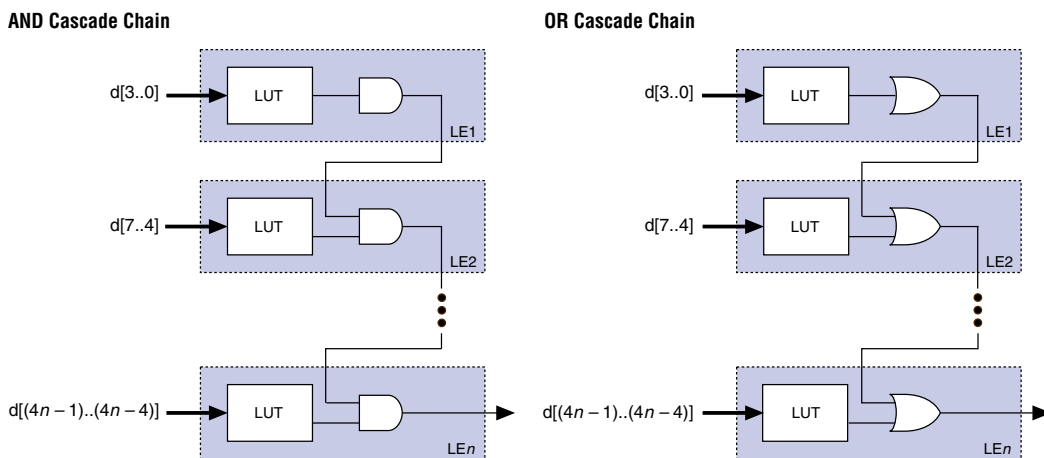 AND Cascade Chain
d[3..0]
LUT
LE1
d[7..4]
LUT
LE2
d[(4n – 1)..(4n – 4)]
LUT
LEn
OR Cascade Chain
d[3..0]
LUT
LE1
d[7..4]
LUT
LE2
d[(4n – 1)..(4n – 4)]
LUT
LEn